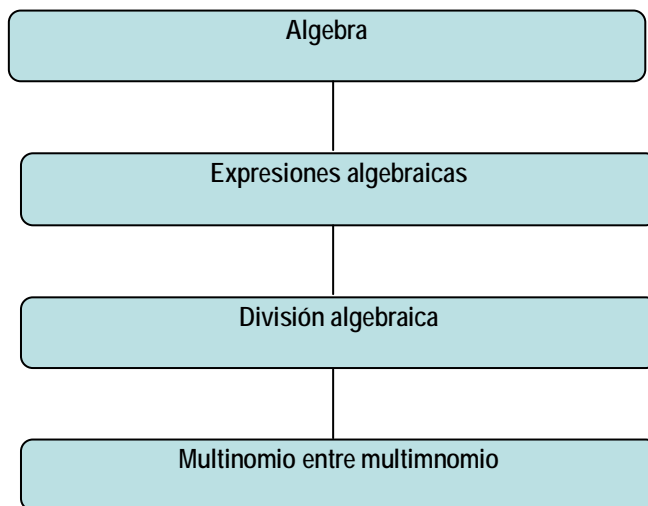 Algebra
Expresiones algebraicas
División algebraica
Multinomio entre multimnomio